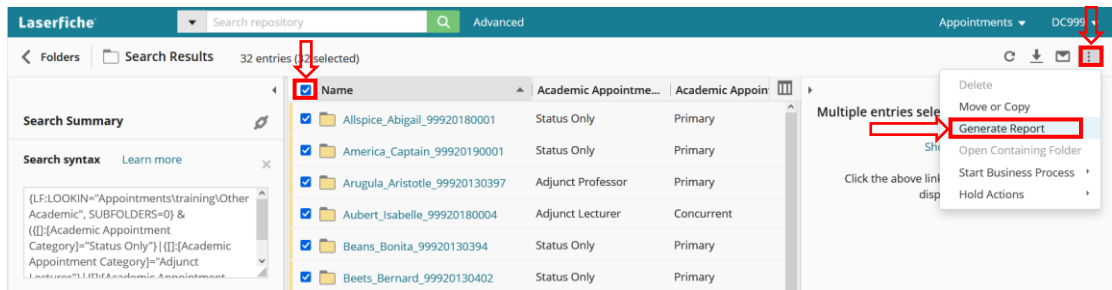 Laserfiche Search repository Advanced Appointments DC999
Folders Search Results 32 entries (32 selected)
Name Academic Appointme... Academic Appoin
Delete
Move or Copy
Generate Report
Open Containing Folder
Start Business Process
Hold Actions
Search Summary
Search syntax Learn more
{LF:LOOKIN="Appointments\training\Other
Academic", SUBFOLDERS=0} &
({[]:[Academic Appointment
Category]="Status Only"}|{[]:[Academic
Appointment Category]="Adjunct
Lecturer"}|{[]:[Academic Appointment
Allspice_Abigail_99920180001 Status Only Primary
America_Captain_99920190001 Status Only Primary
Arugula_Aristotle_99920130397 Adjunct Professor Primary
Aubert_Isabelle_99920180004 Adjunct Lecturer Concurrent
Beans_Bonita_99920130394 Status Only Primary
Beets_Bernard_99920130402 Status Only Primary
Multiple entries sele
Sh
Click the above link
disp